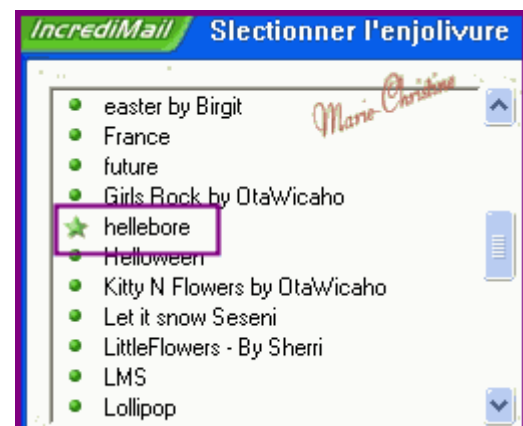 IncrediMail Slectionner l'enjolivure
Marie-Christine
easter by Birgit
France
future
Girls Rock by OtaWicaho
hellebore
Helloween
Kitty N Flowers by OtaWicaho
Let it snow Seseni
LittleFlowers - By Sherri
LMS
Lollipop